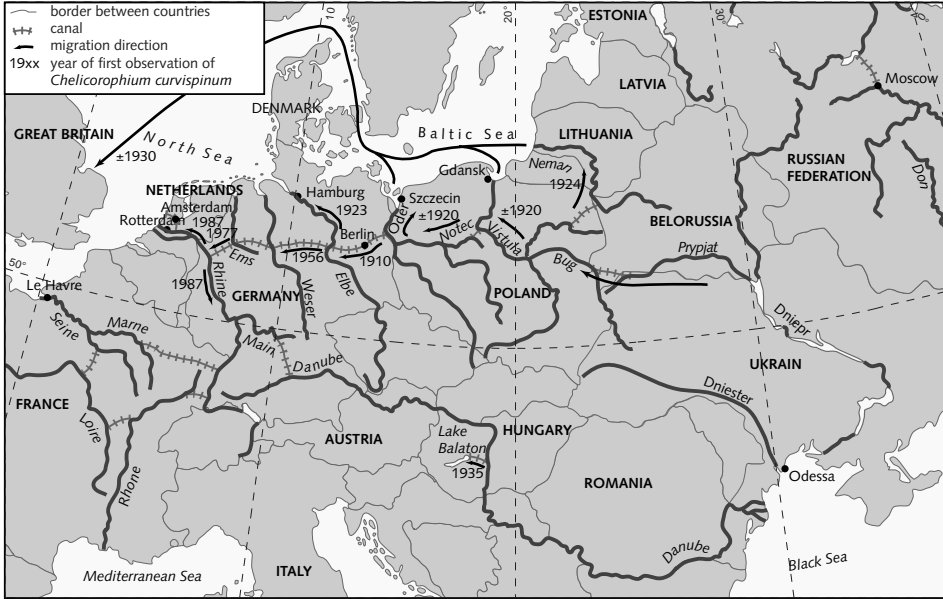 border between countries
canal
migration direction
19xx year of first observation of
Chelicorophium curvispinum
10°
20°
30°
ESTONIA
LATVIA
Moscow
DENMARK
GREAT BRITAIN
North Sea
±1930
Baltic Sea
LITHUANIA
RUSSIAN
FEDERATION
Don
Neman
1924
Gdansk
NETHERLANDS
Amsterdam
Rotterdam
1987
1977
Hamburg
1923
Szczecin
±1920
±1920
Oder
Notec
Vistula
BELORUSSIA
Prypjat
Berlin
1910
1956
Ems
Bug
50°
Le Havre
1987
Rhine
GERMANY
Weser
Elbe
POLAND
Seine
Marne
Main
Danube
Dniepr
UKRAIN
Dniester
FRANCE
Loire
Rhone
AUSTRIA
Lake
Balaton
1935
HUNGARY
ROMANIA
Odessa
Danube
Black Sea
Mediterranean Sea
ITALY